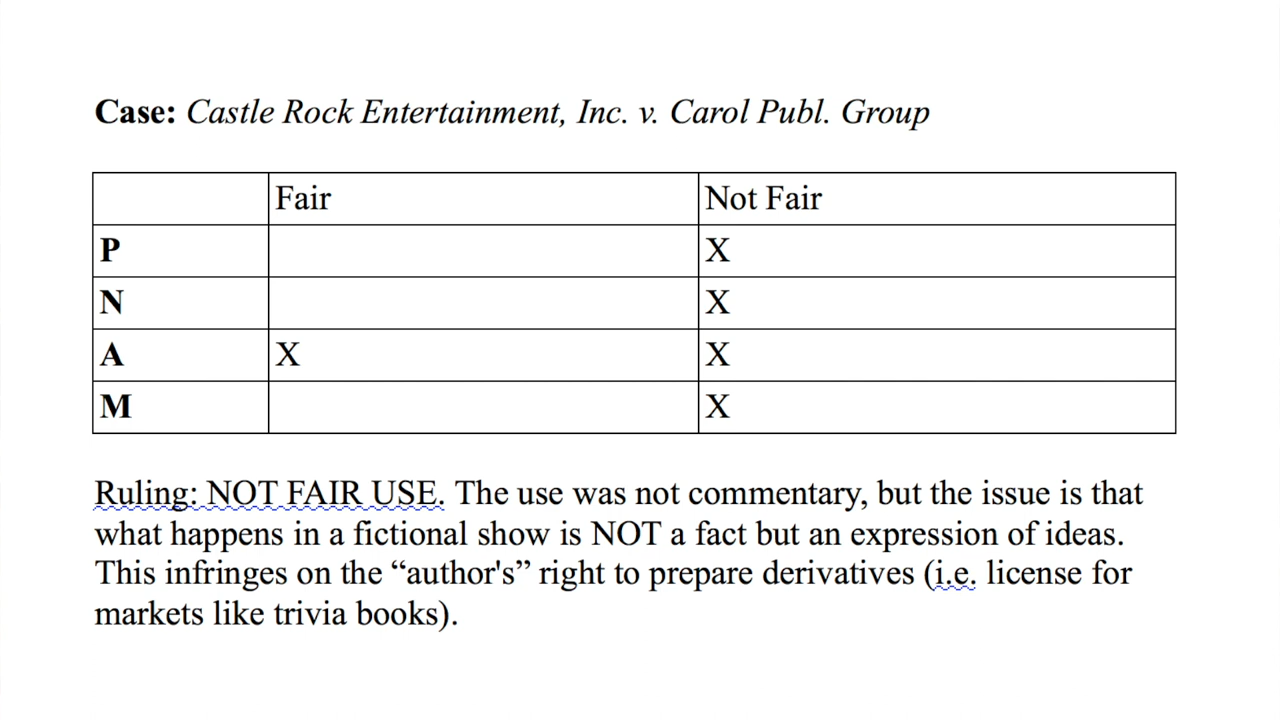 Case: Castle Rock Entertainment, Inc. v. Carol Publ. Group
Fair Not Fair
P X
N X
A X X
M X
Ruling: NOT FAIR USE. The use was not commentary, but the issue is that
what happens in a fictional show is NOT a fact but an expression of ideas.
This infringes on the “author's” right to prepare derivatives (i.e. license for
markets like trivia books).